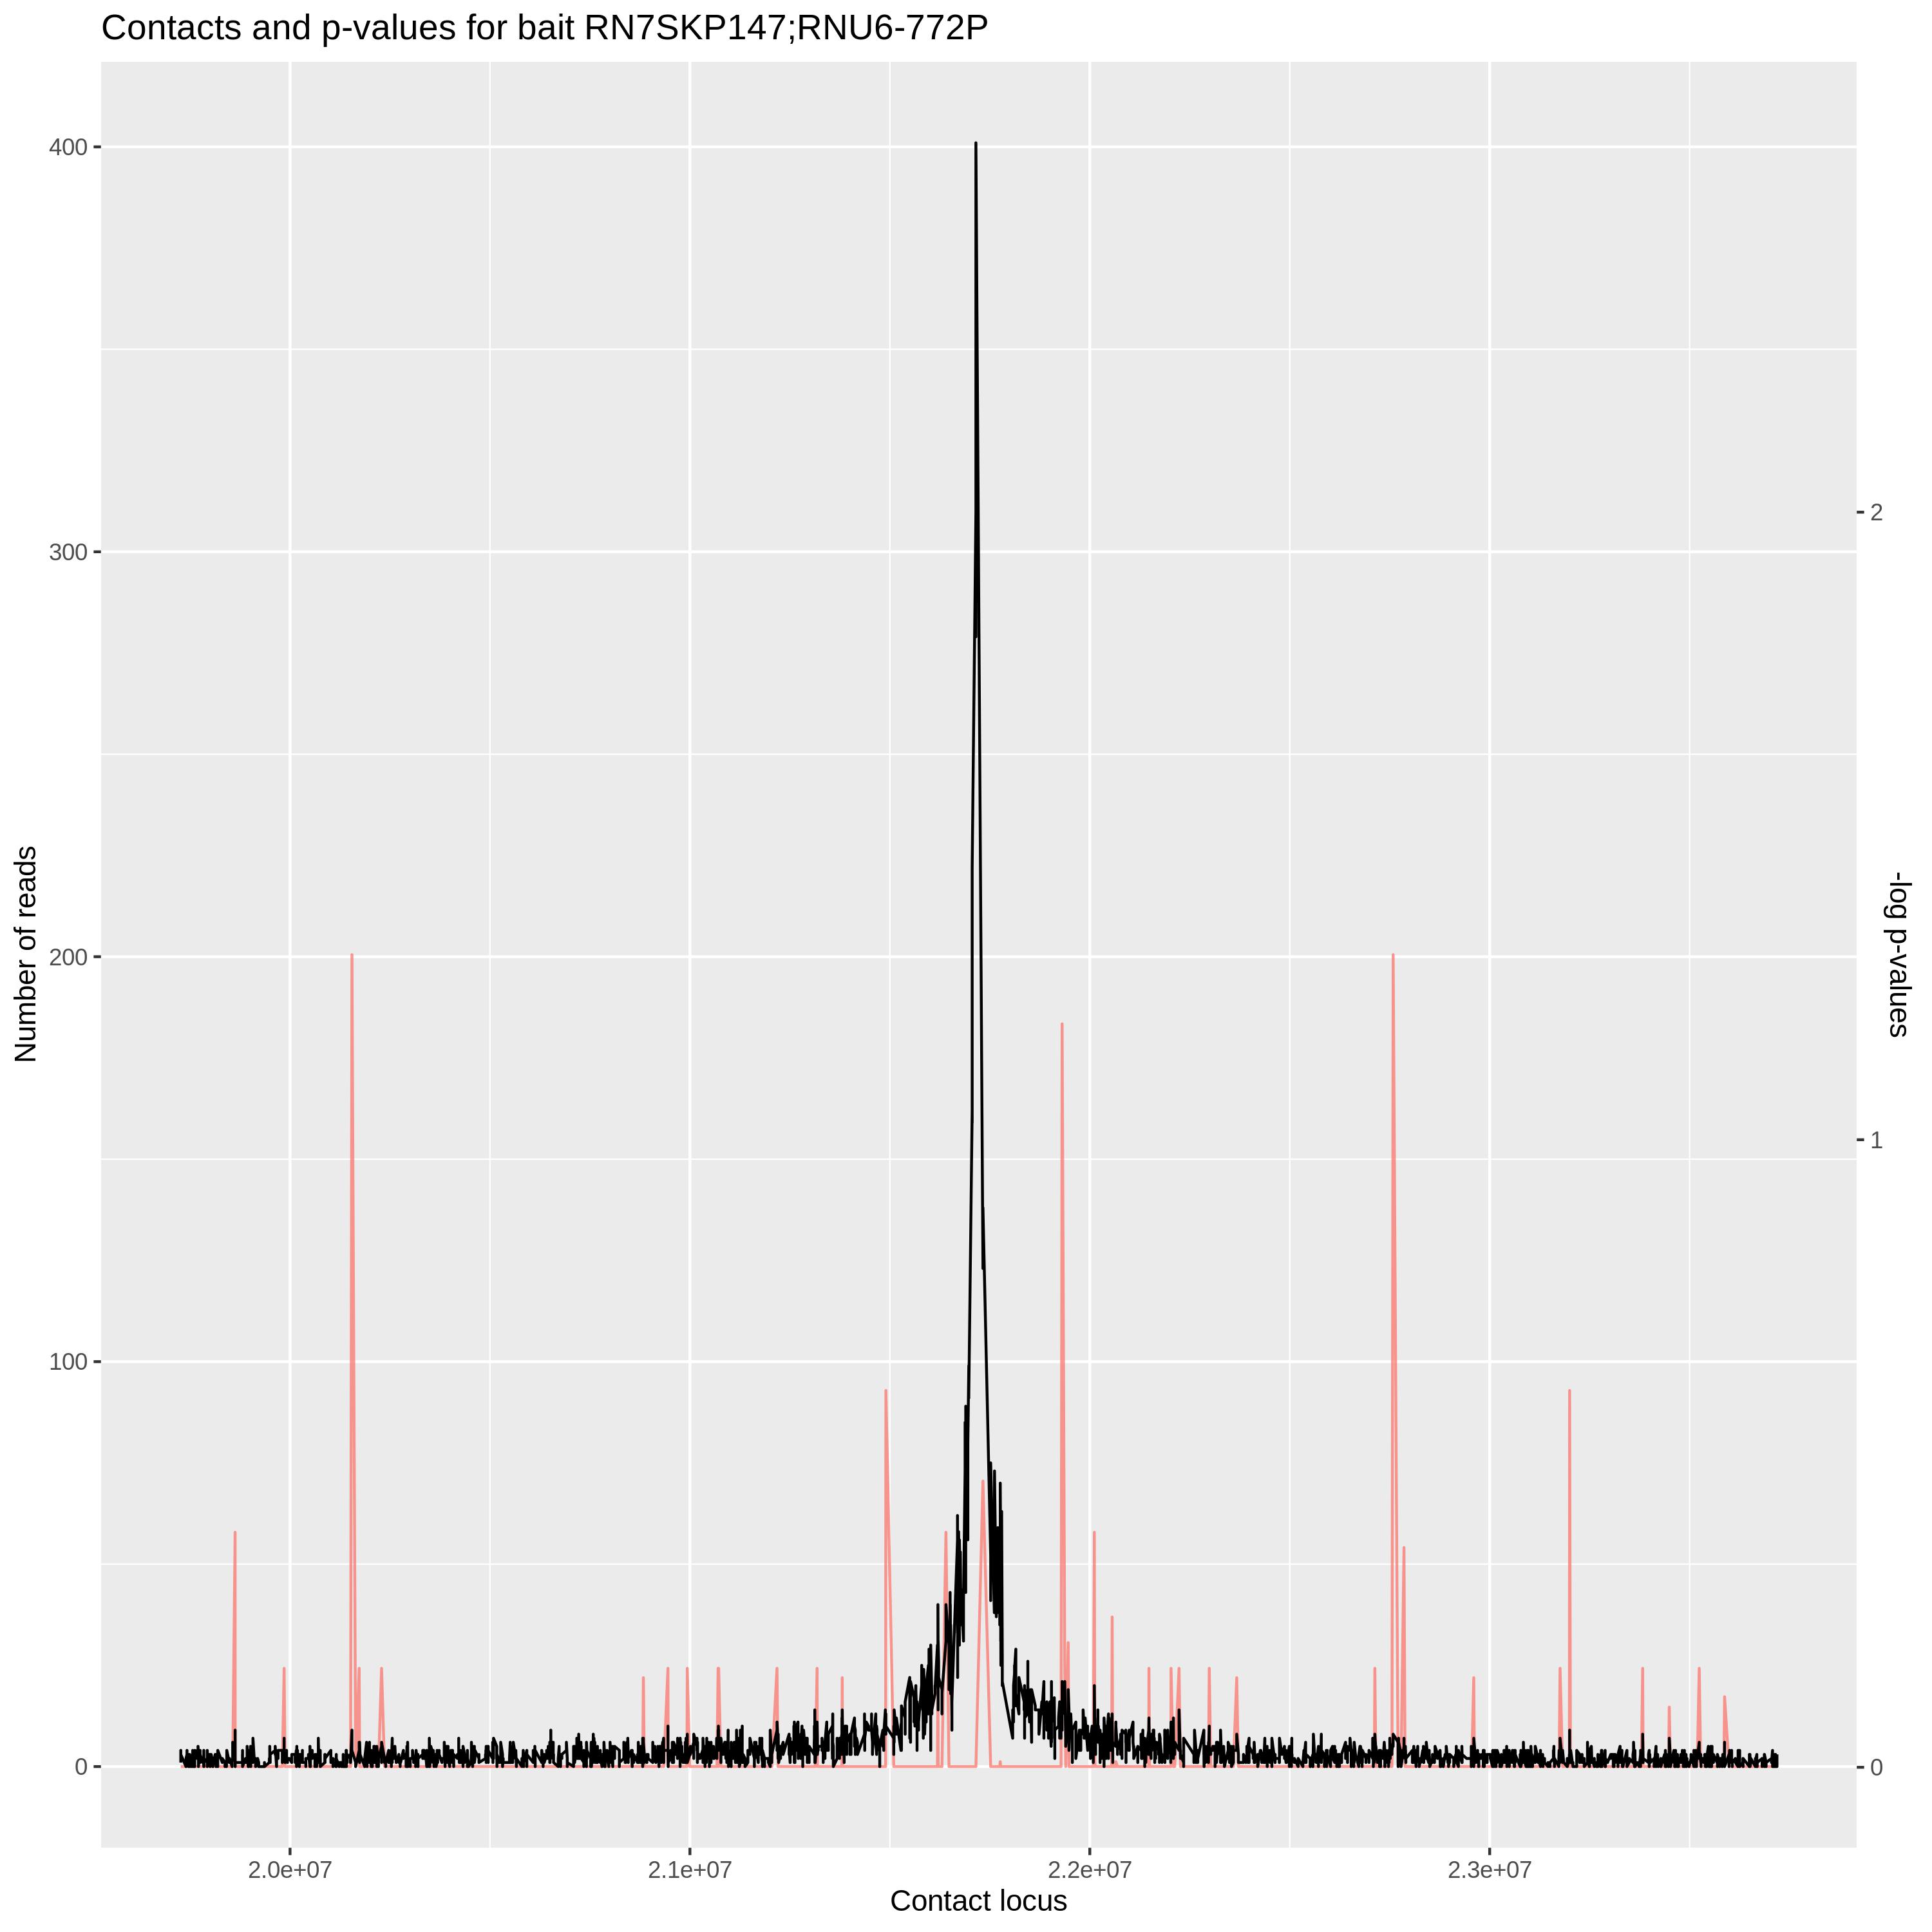 Contacts and p-values for bait RN7SKP147;RNU6-772P
400
300
200
100
0
Number of reads
2
1
0
-log p-values
2.0e+07
2.1e+07
2.2e+07
2.3e+07
Contact locus